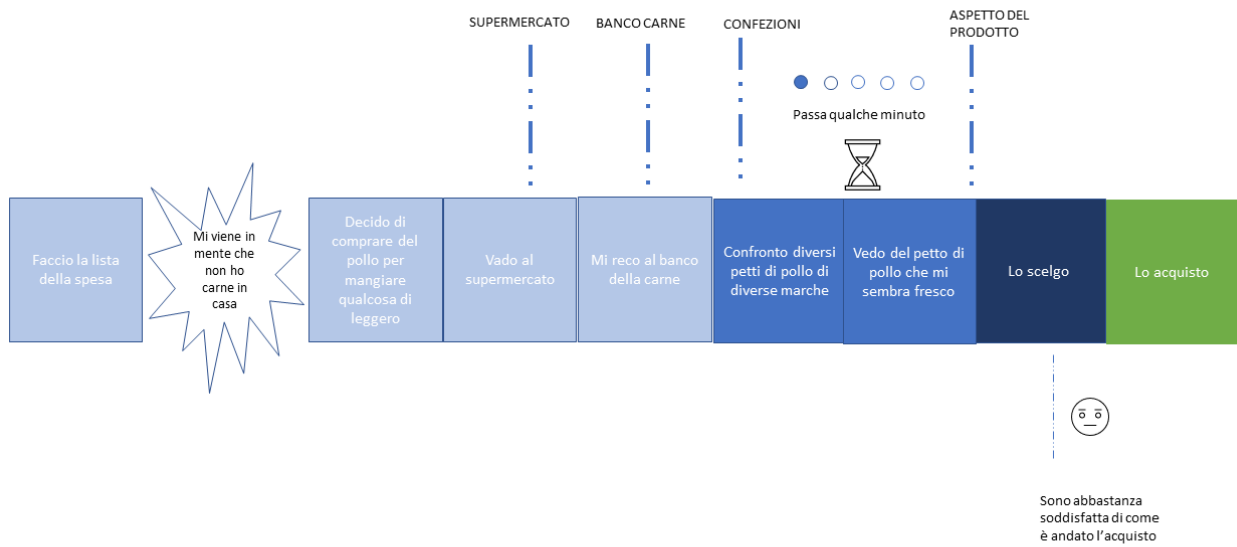 SUPERMERCATO
BANCO CARNE
CONFEZIONI
ASPETTO DEL
PRODOTTO
Passa qualche minuto
Faccio la lista
della spesa
Mi viene in
mente che
non ho
carne in
casa
Decido di
comprare del
pollo per
mangiare
qualcosa di
leggero
Vado al
supermercato
Mi reco al banco
della carne
Confronto diversi
petti di pollo di
diverse marche
Vedo del petto di
pollo che mi
sembra fresco
Lo scelgo
Lo acquisto
Sono abbastanza
soddisfatta di come
è andato l’acquisto